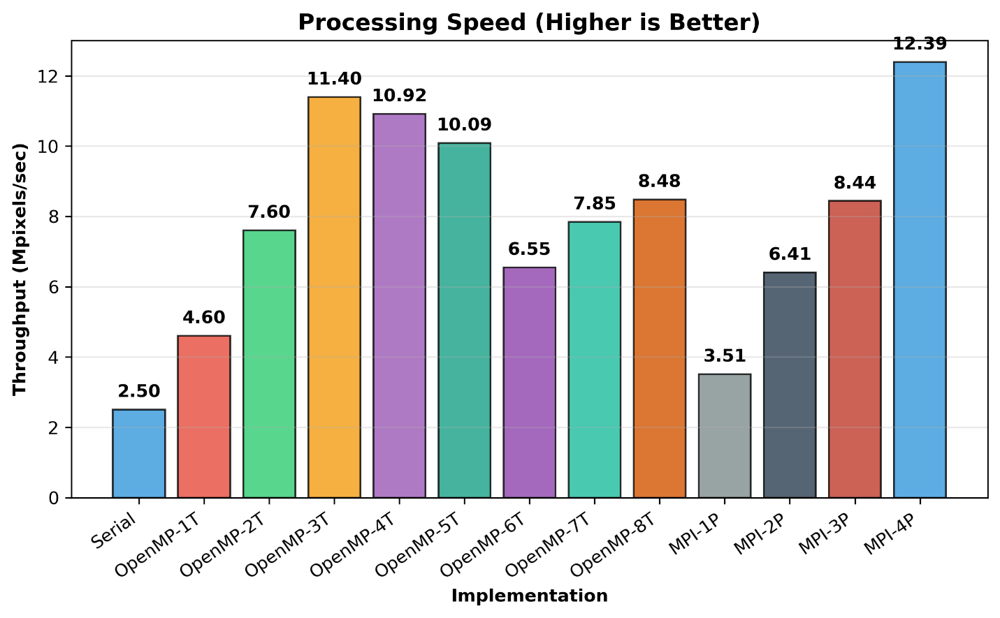 Processing Speed (Higher is Better)
Throughput (Mpixels/sec)
12
10
8
6
4
2
0
2.50
4.60
7.60
11.40
10.92
10.09
6.55
7.85
8.48
3.51
6.41
8.44
12.39
Serial
OpenMP-1T
OpenMP-2T
OpenMP-3T
OpenMP-4T
OpenMP-5T
OpenMP-6T
OpenMP-7T
OpenMP-8T
MPI-1P
MPI-2P
MPI-3P
MPI-4P
Implementation